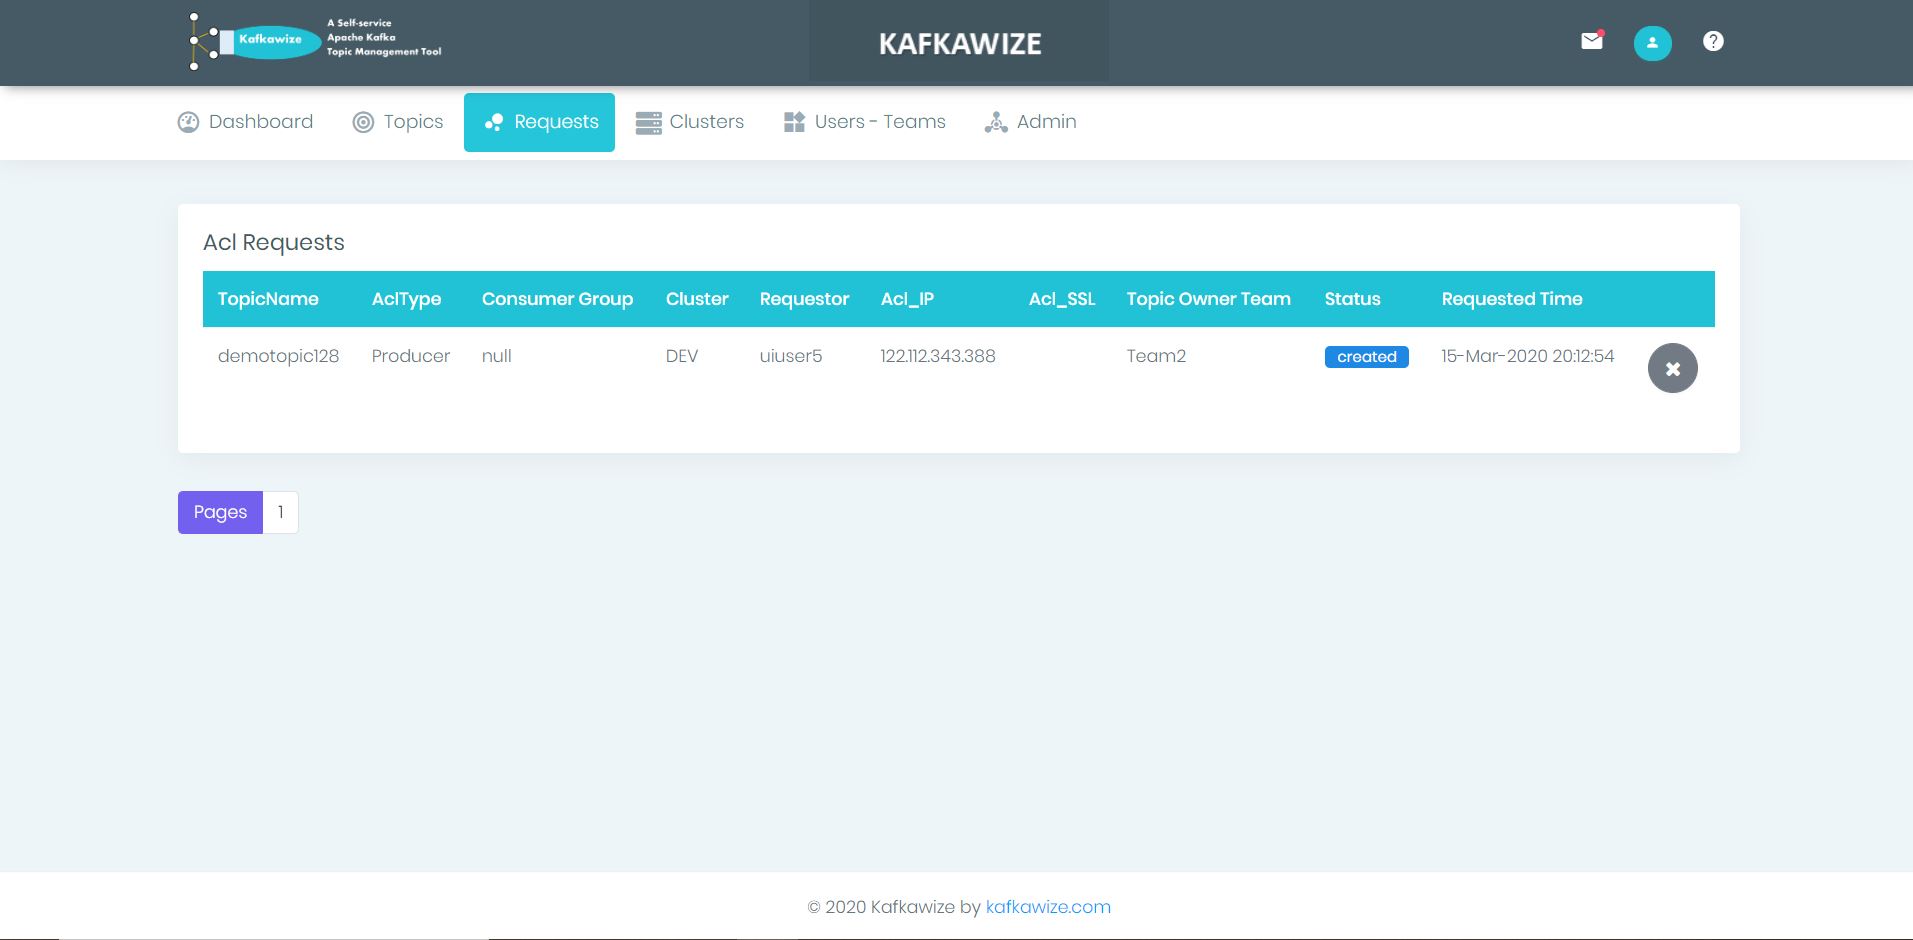 Kafkawize
A Self-service
Apache Kafka
Topic Management Tool
KAFKAWIZE
Dashboard Topics Requests Clusters Users - Teams Admin
Acl Requests
TopicName AclType Consumer Group Cluster Requestor Acl_IP Acl_SSL Topic Owner Team Status Requested Time
demotopic128 Producer null DEV uiuser5 122.112.343.388 Team2 created 15-Mar-2020 20:12:54
Pages 1
© 2020 Kafkawize by kafkawize.com